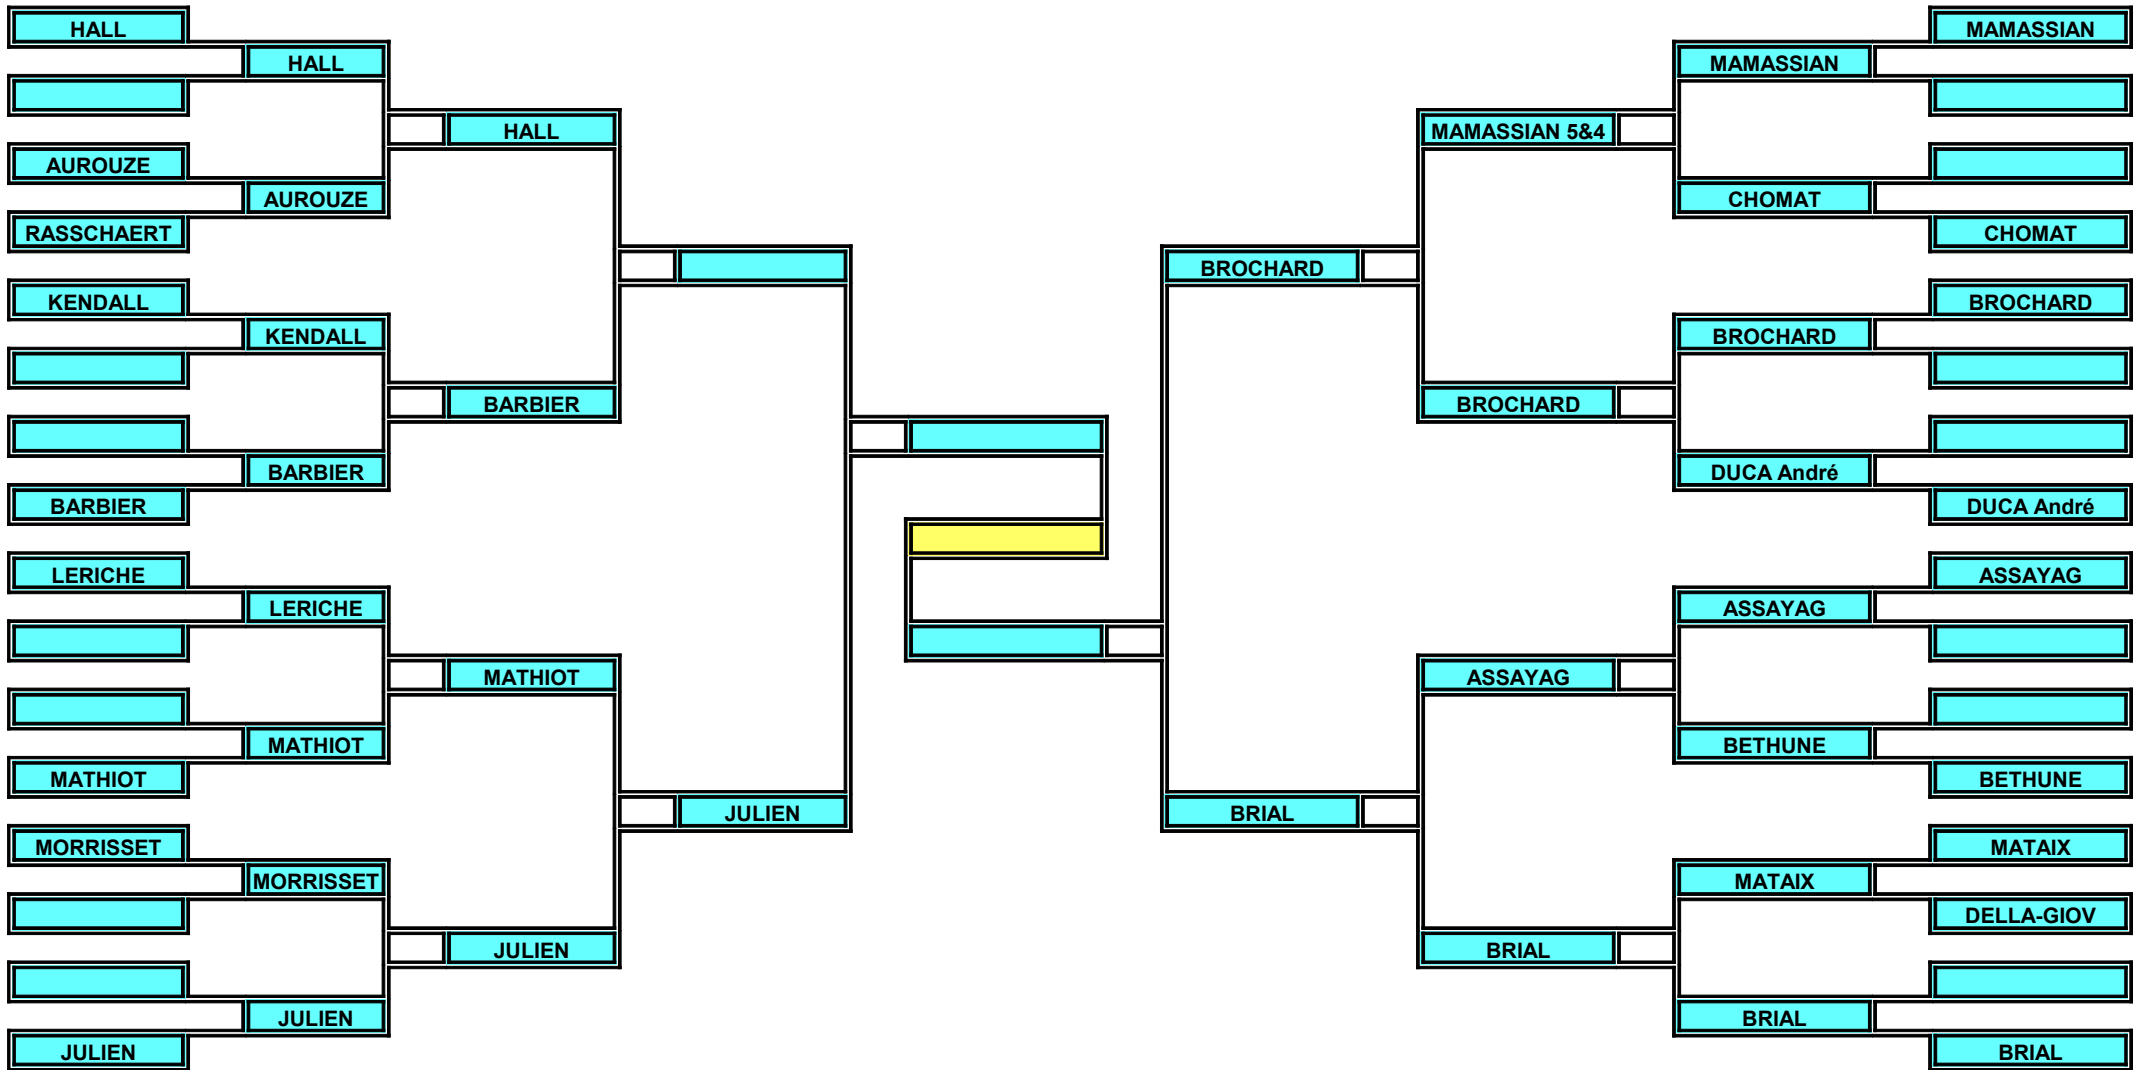 HALL
MAMASSIAN
HALL
MAMASSIAN
HALL
MAMASSIAN 5&4
AUROUZE
AUROUZE
CHOMAT
RASSCHAERT
CHOMAT
BROCHARD
KENDALL
BROCHARD
KENDALL
BROCHARD
BARBIER
BROCHARD
BARBIER
DUCA André
BARBIER
DUCA André
LERICHE
ASSAYAG
LERICHE
ASSAYAG
MATHIOT
ASSAYAG
MATHIOT
BETHUNE
MATHIOT
BETHUNE
JULIEN
BRIAL
MORRISSET
MATAIX
MORRISSET
MATAIX
DELLA-GIOV
JULIEN
BRIAL
JULIEN
BRIAL
JULIEN
BRIAL